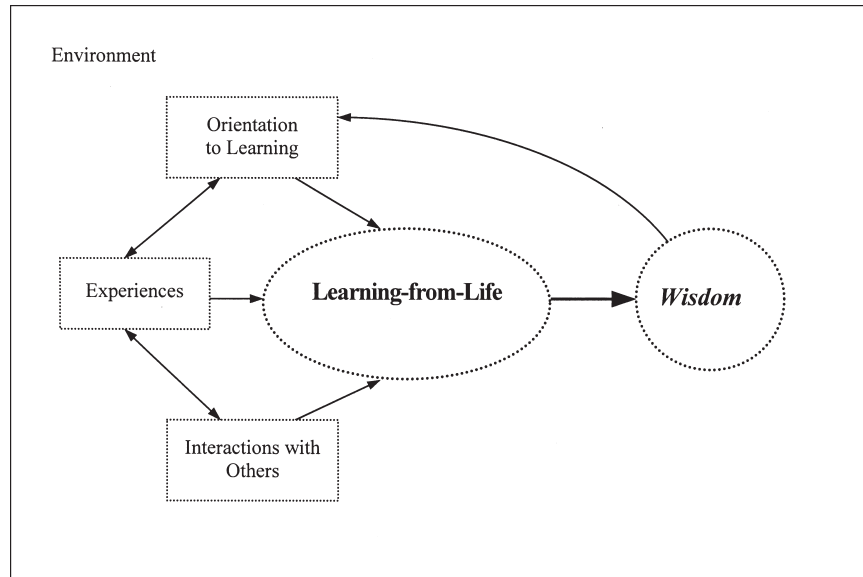 Environment
Orientation
to Learning
Experiences
Learning-from-Life
Wisdom
Interactions with
Others